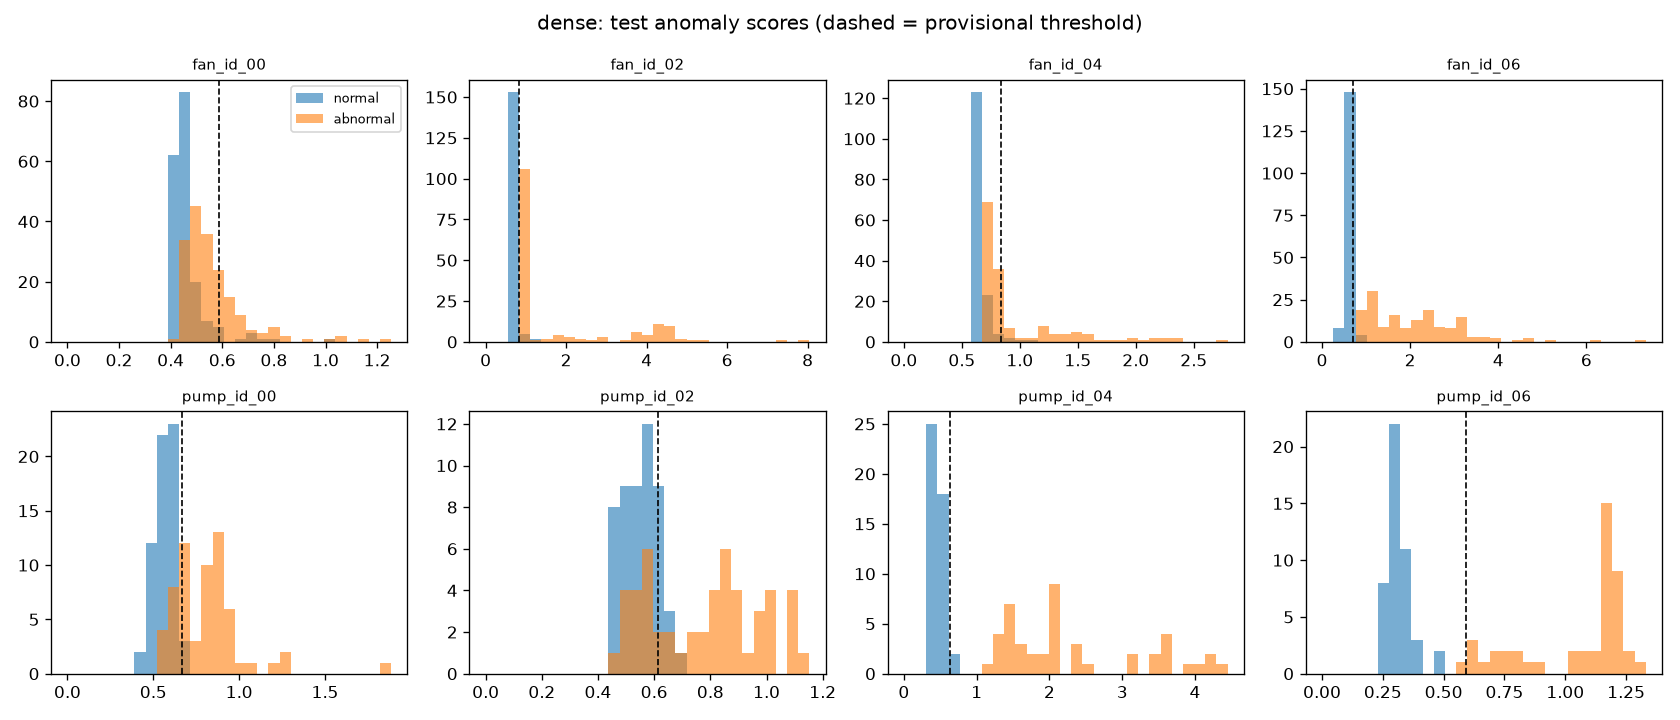 dense: test anomaly scores (dashed = provisional threshold)
fan_id_00
fan_id_02
fan_id_04
fan_id_06
normal
abnormal
80
60
40
20
0
0.0 0.2 0.4 0.6 0.8 1.0 1.2
150
125
100
75
50
25
0
0 2 4 6 8
120
100
80
60
40
20
0
0.0 0.5 1.0 1.5 2.0 2.5
150
125
100
75
50
25
0
0 2 4 6
pump_id_00
pump_id_02
pump_id_04
pump_id_06
20
15
10
5
0
0.0 0.5 1.0 1.5
12
10
8
6
4
2
0
0.0 0.2 0.4 0.6 0.8 1.0 1.2
25
20
15
10
5
0
0 1 2 3 4
20
15
10
5
0
0.00 0.25 0.50 0.75 1.00 1.25